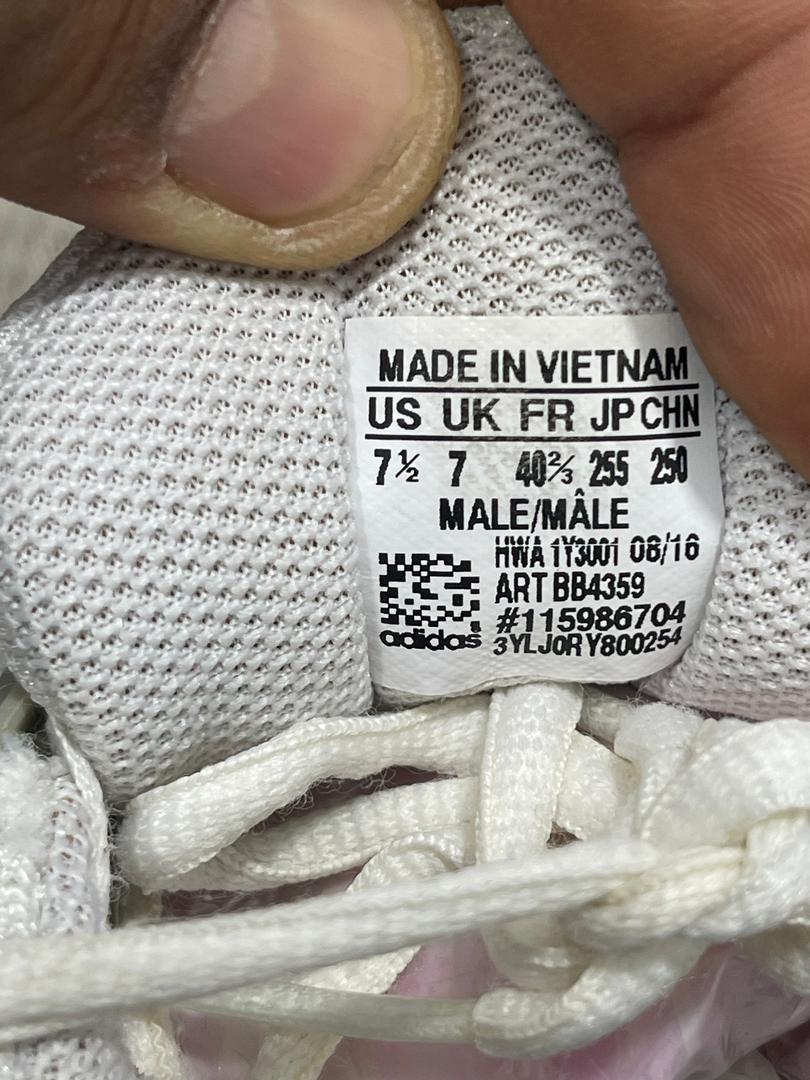 MADE IN VIETNAM
US UK FR JP CHN
7½ 7 40⅔ 255 250
MALE/MÂLE
HWA 1Y3001 08/16
ART BB4359
#115986704
adidas 3YLJ0RY800254